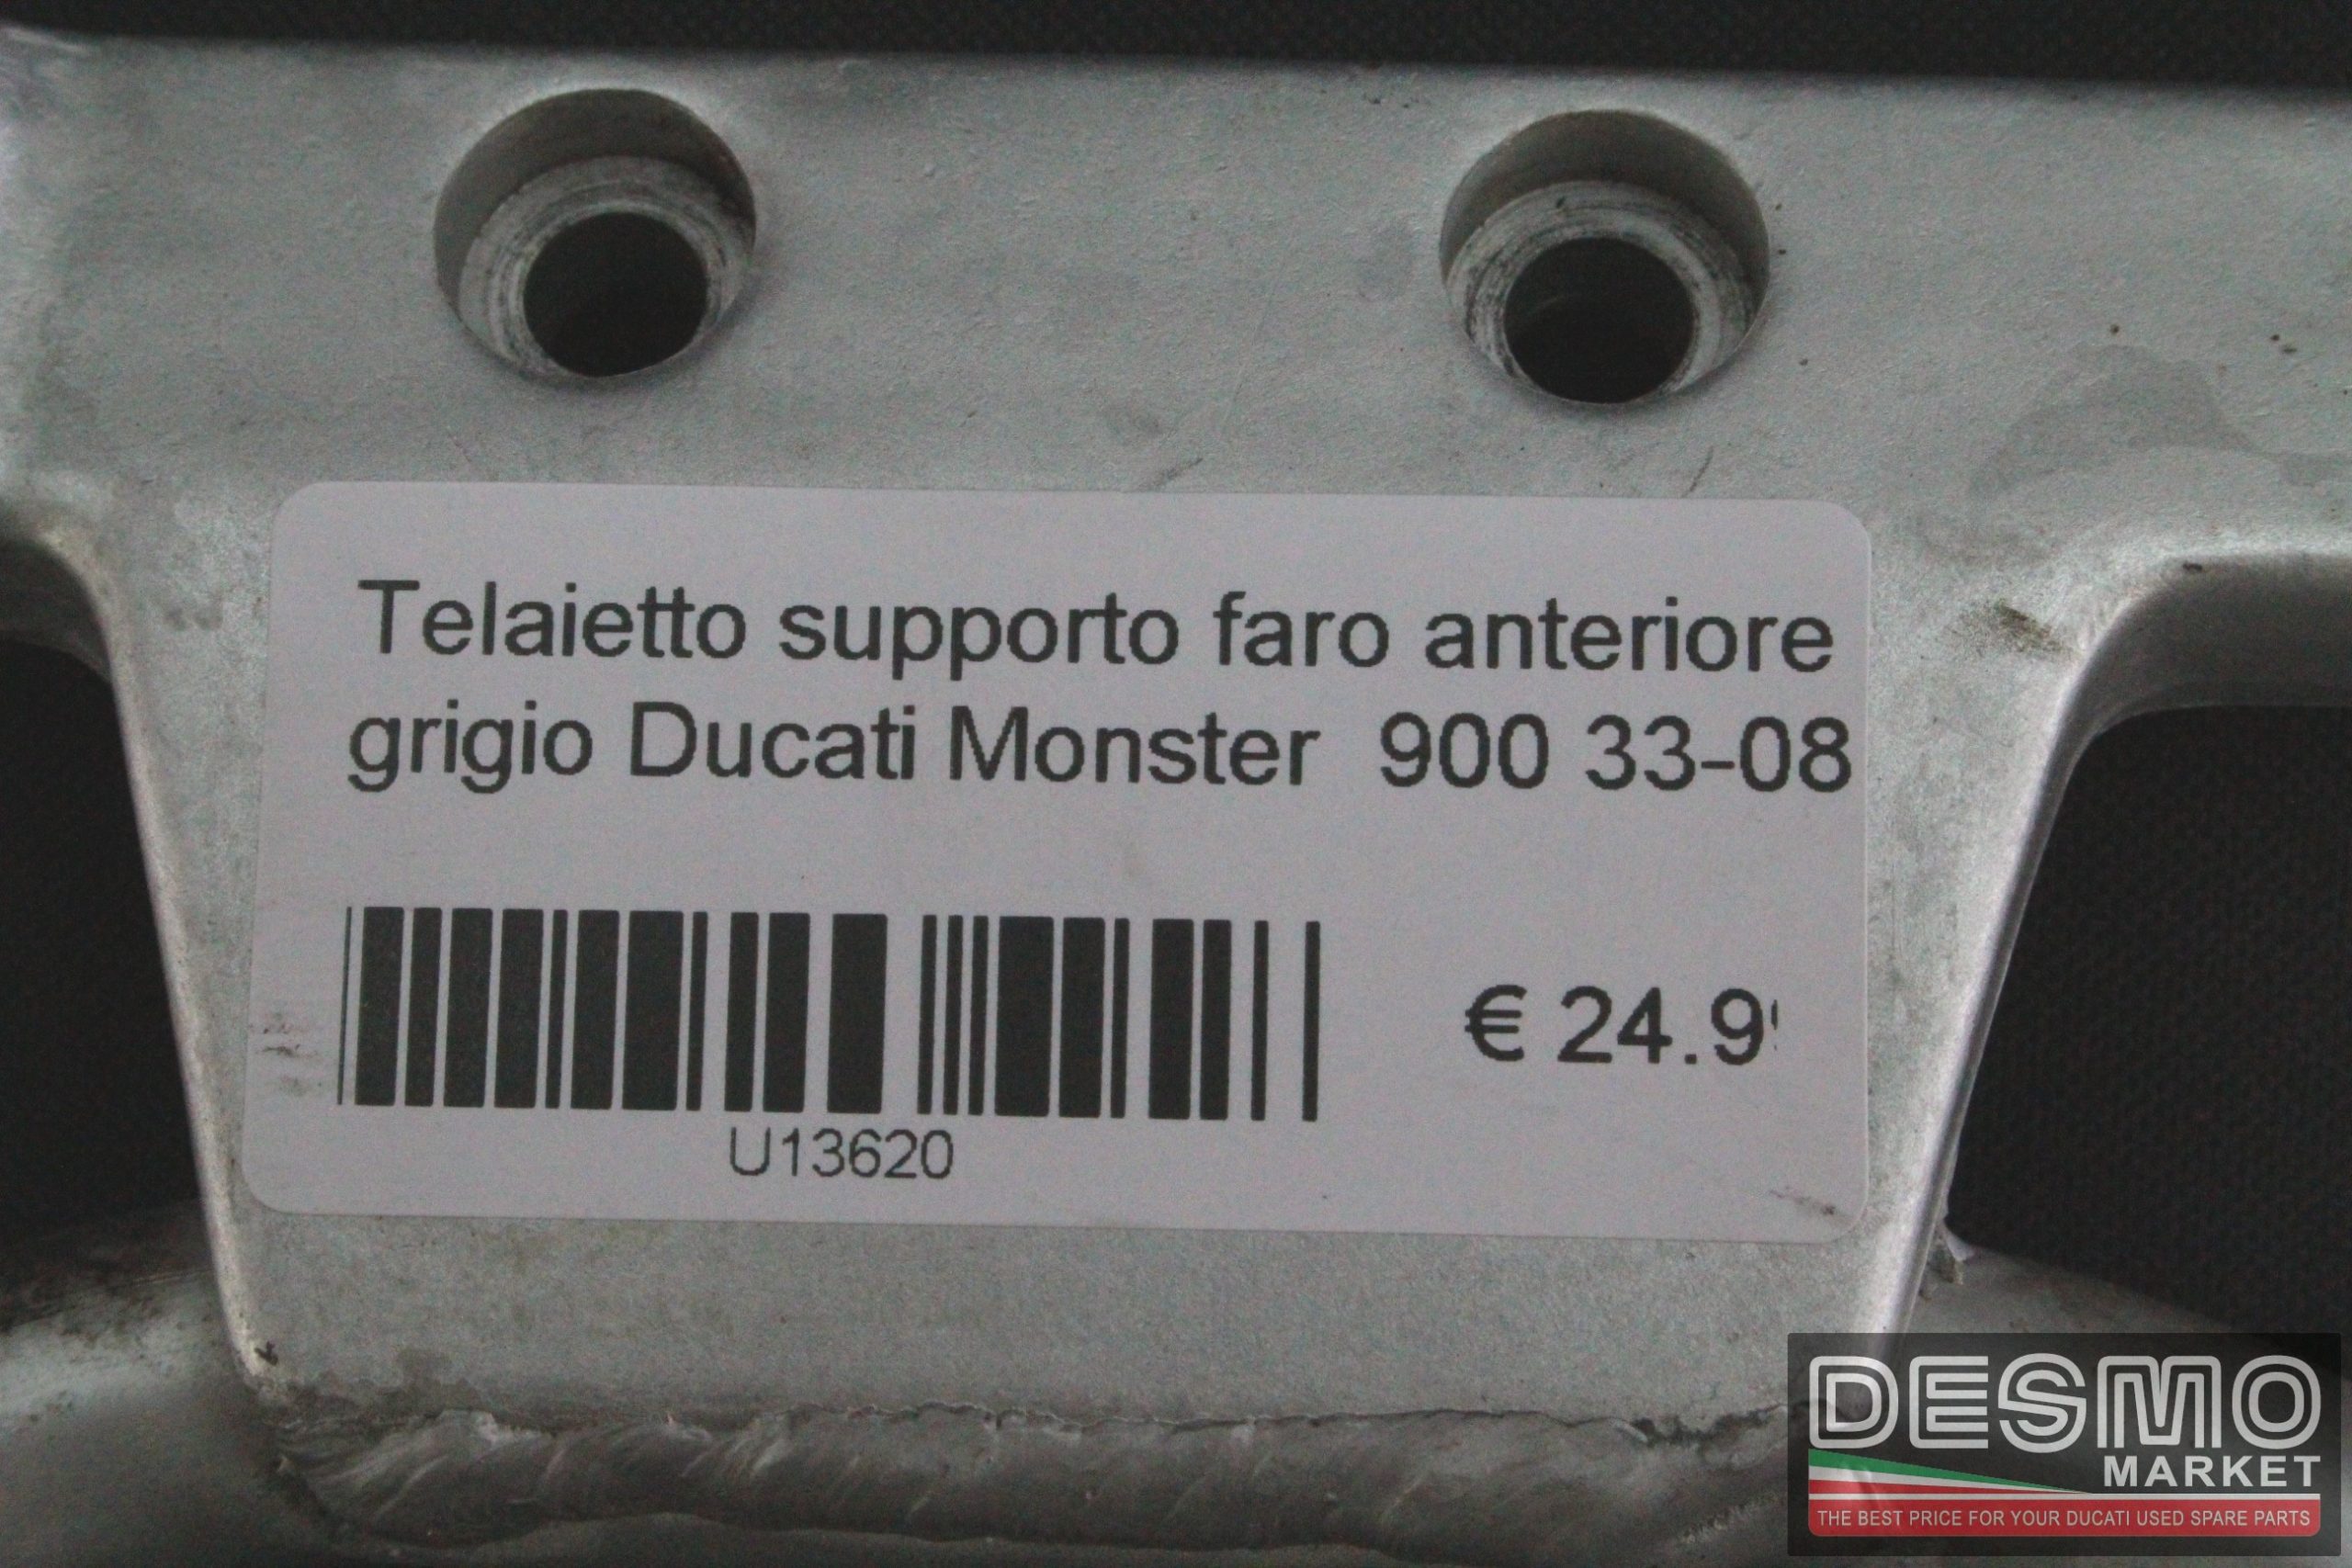 Telaietto supporto faro anteriore
grigio Ducati Monster 900 33-08
€ 24.9
U13620
DESMO
MARKET
THE BEST PRICE FOR YOUR DUCATI USED SPARE PARTS